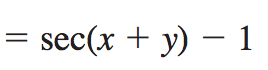 = sec(x + y) − 1